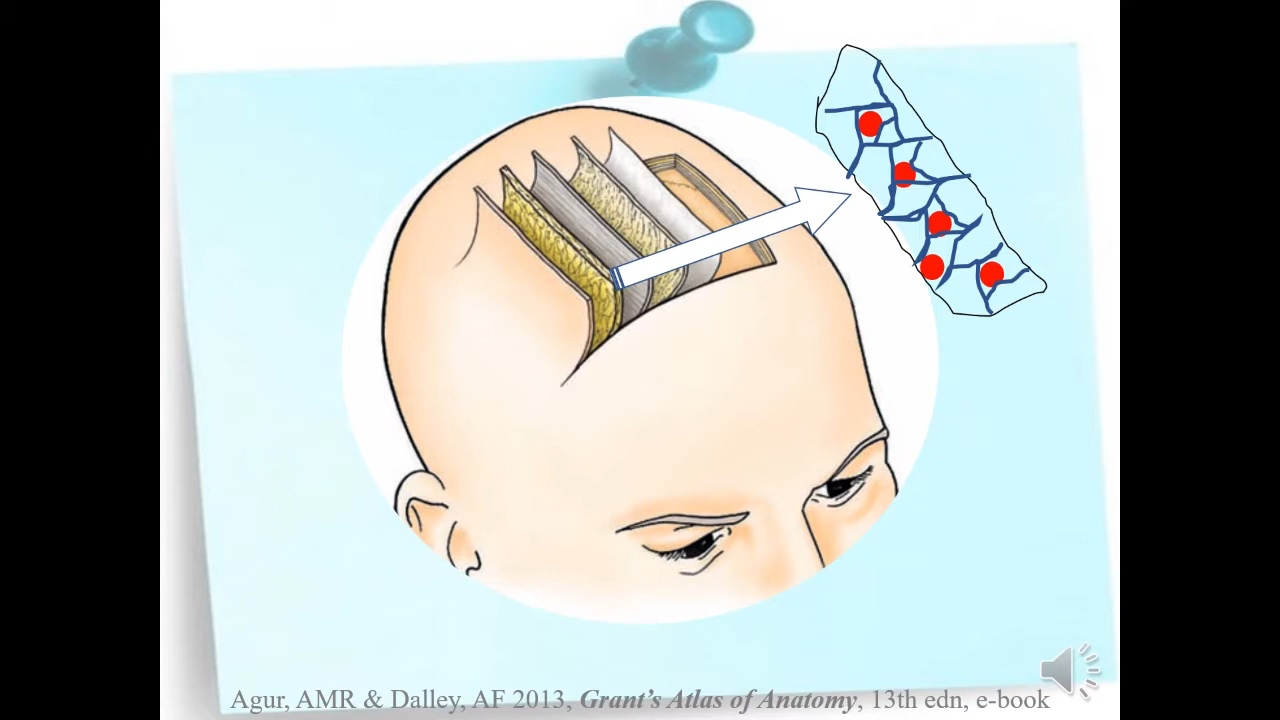 Agur, AMR & Dalley, AF 2013, Grant's Atlas of Anatomy, 13th edn, e-book